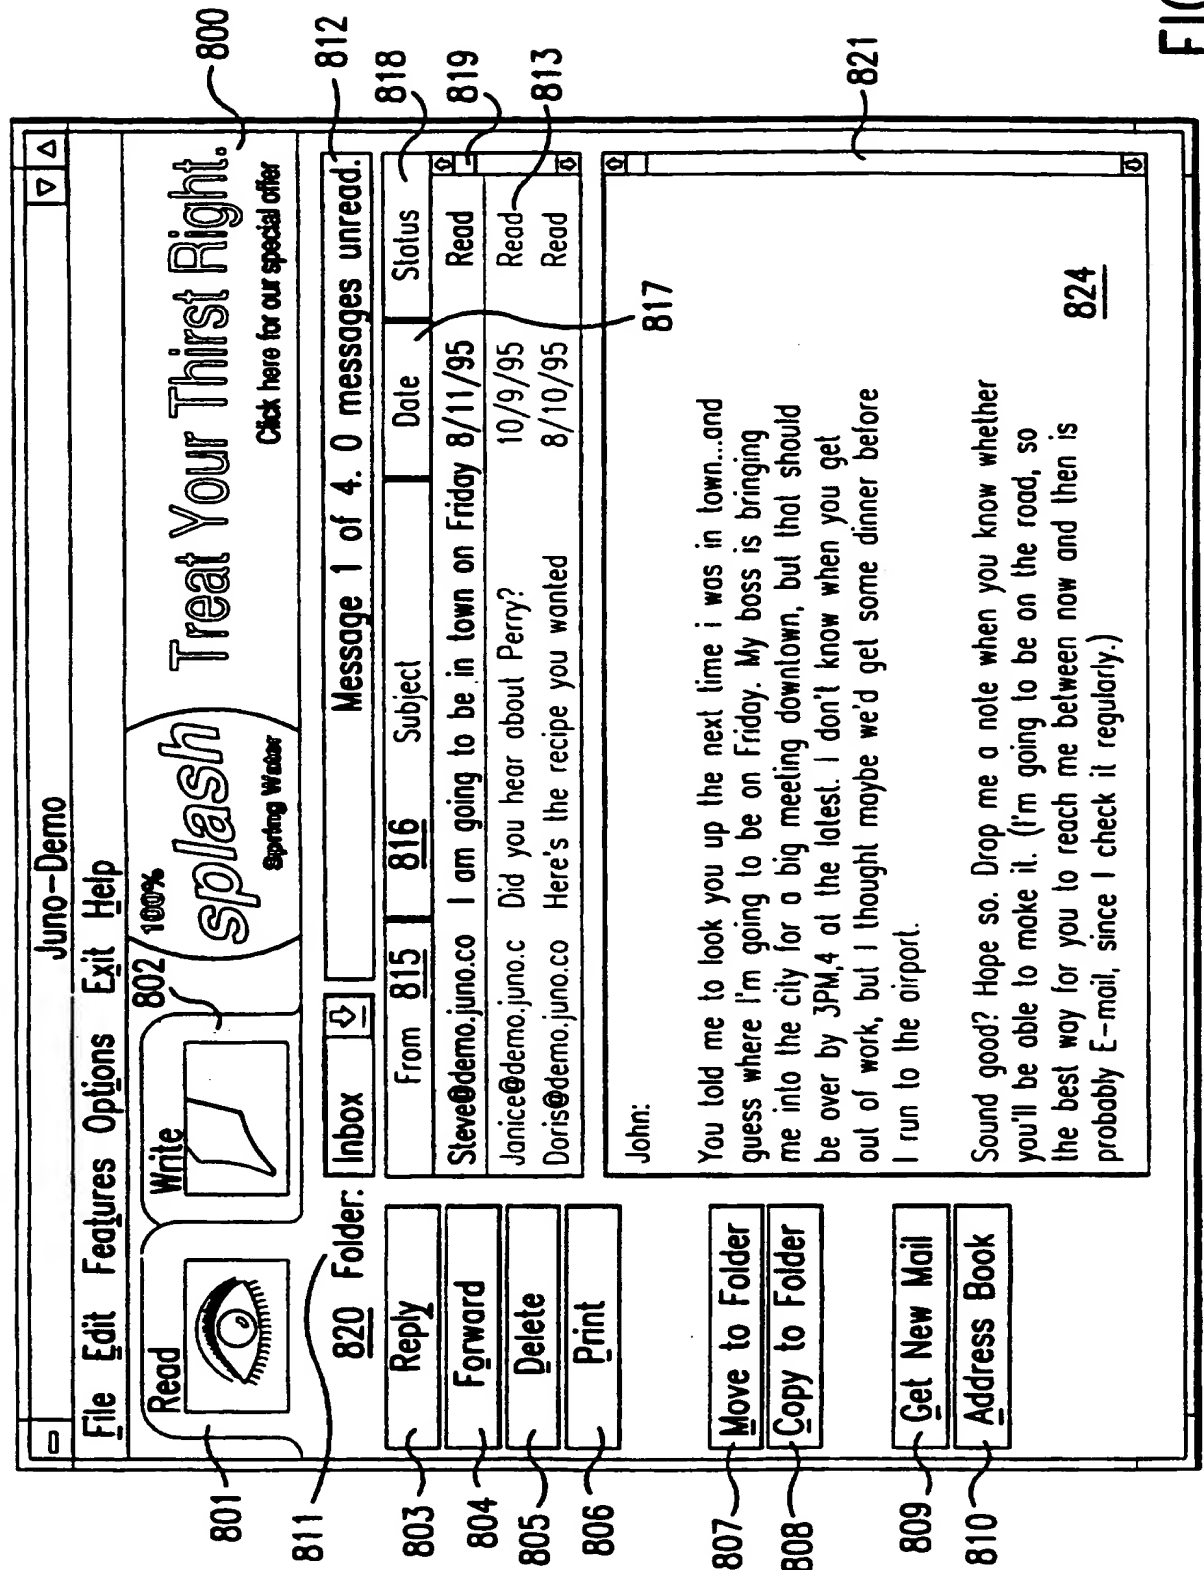 Juno-Demo
File Edit Features Options Exit Help
Read
Write
801
802
100%
splash
Spring Water
Treat Your Thirst Right.
Click here for our special offer
800
811
820 Folder: Inbox
Message 1 of 4. 0 messages unread.
812
From 815 Subject 816 Date Status
818
Steve@demo.juno.co I am going to be in town on Friday 8/11/95 Read
819
Janice@demo.juno.c Did you hear about Perry? 10/9/95 Read
813
Doris@demo.juno.co Here's the recipe you wanted 8/10/95 Read
817
803 Reply
804 Forward
805 Delete
806 Print
807 Move to Folder
808 Copy to Folder
809 Get New Mail
810 Address Book
John:
You told me to look you up the next time i was in town...and
guess where I'm going to be on Friday. My boss is bringing
me into the city for a big meeting downtown, but that should
be over by 3PM,4 at the latest. I don't know when you get
out of work, but I thought maybe we'd get some dinner before
I run to the airport.
Sound good? Hope so. Drop me a note when you know whether
you'll be able to make it. (I'm going to be on the road, so
the best way for you to reach me between now and then is
probably E-mail, since I check it regularly.)
824
821